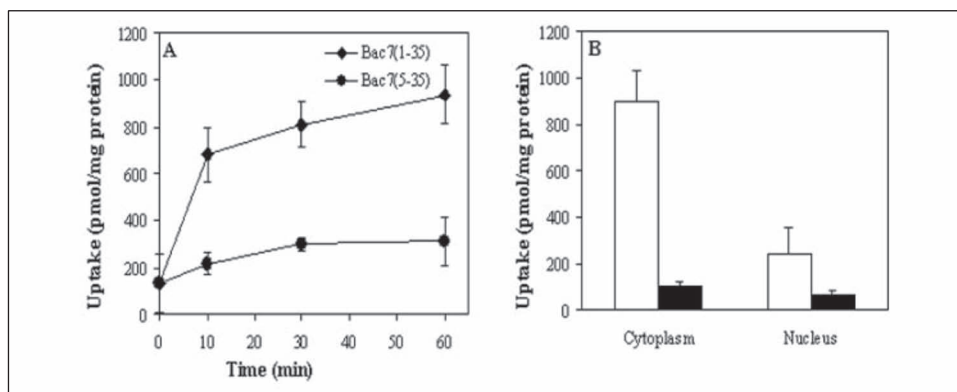 A
Bac7(1-35)
Bac7(5-35)
Uptake (pmol/mg protein)
1200
1000
800
600
400
200
0
0 10 20 30 40 50 60
Time (min)
B
Uptake (pmol/mg protein)
1200
1000
800
600
400
200
0
Cytoplasm Nucleus